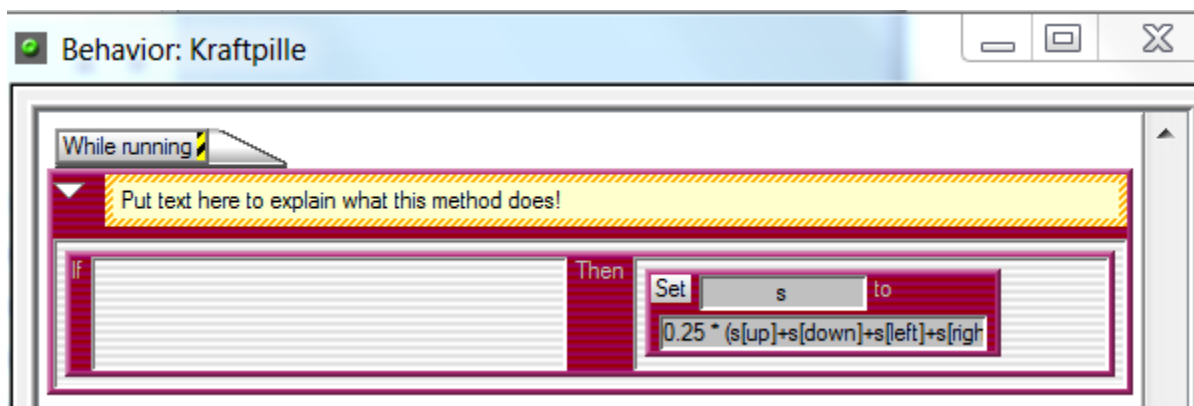 Behavior: Kraftpille
While running
Put text here to explain what this method does!
If
Then
Set s to
0.25 * (s[up]+s[down]+s[left]+s[righ